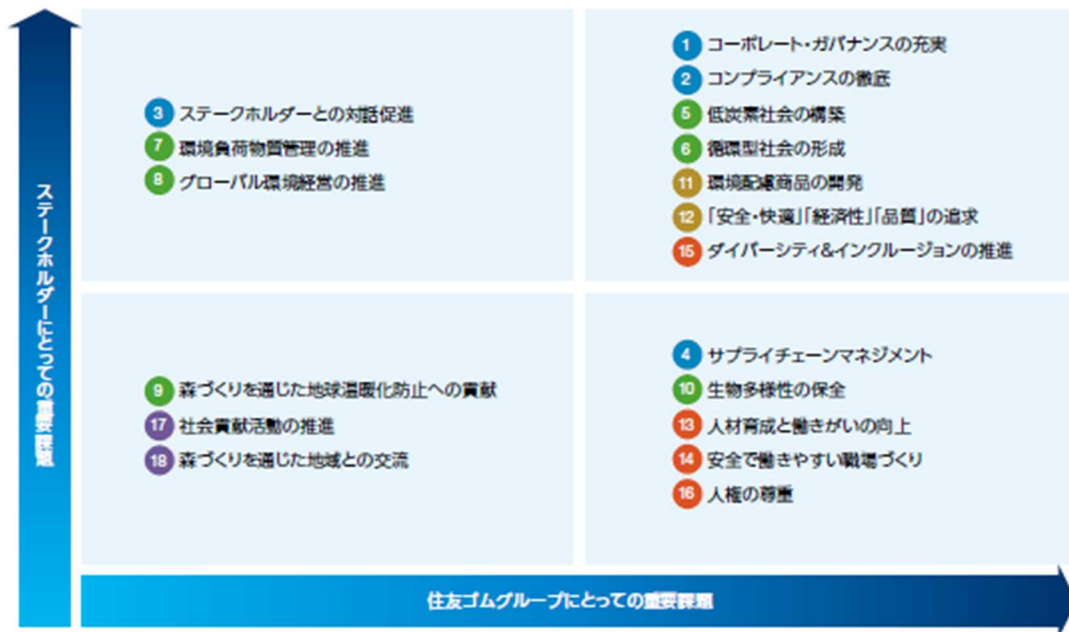 ステークホルダーにとっての重要課題
3 ステークホルダーとの対話促進
7 環境負荷物質管理の推進
8 グローバル環境経営の推進
1 コーポレート・ガバナンスの充実
2 コンプライアンスの徹底
5 低炭素社会の構築
6 循環型社会の形成
11 環境配慮商品の開発
12 「安全・快適」「経済性」「品質」の追求
15 ダイバーシティ&インクルージョンの推進
9 森づくりを通じた地球温暖化防止への貢献
17 社会貢献活動の推進
18 森づくりを通じた地域との交流
4 サプライチェーンマネジメント
10 生物多様性の保全
13 人材育成と働きがいの向上
14 安全で働きやすい職場づくり
16 人権の尊重
住友ゴムグループにとっての重要課題